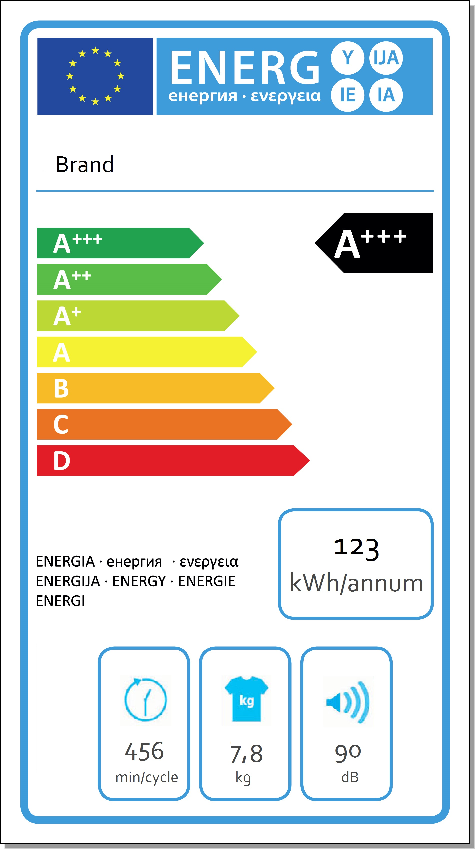 ENERG Y IJA
енергия · ενεργεια IE IA
Brand
A+++
A+++
A++
A+
A
B
C
D
123
kWh/annum
ENERGIA · енергия · ενεργεια
ENERGIJA · ENERGY · ENERGIE
ENERGI
kg
456 7,8 90
min/cycle kg dB